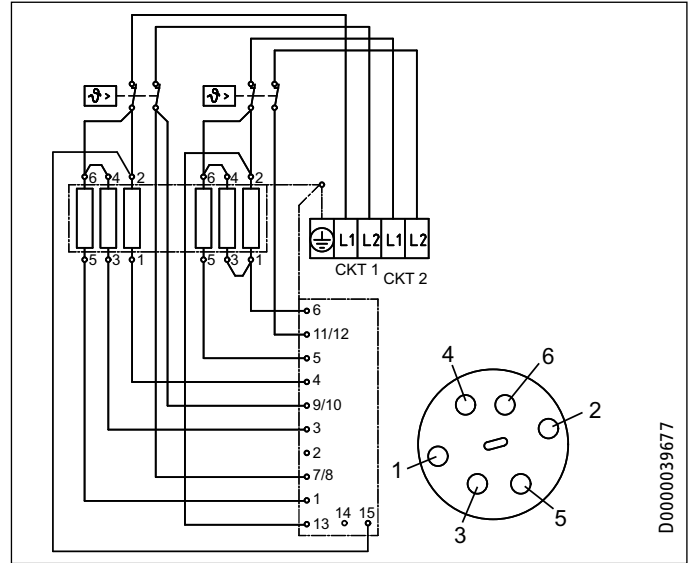 ϑ > ϑ >
6 4 2 6 4 2
L1 L2 L1 L2
CKT 1 CKT 2
5 3 1 5 3 1
6
11/12
5
4
9/10
3
2
7/8
1
13 14 15
4 6
2
1
3 5
D0000039677